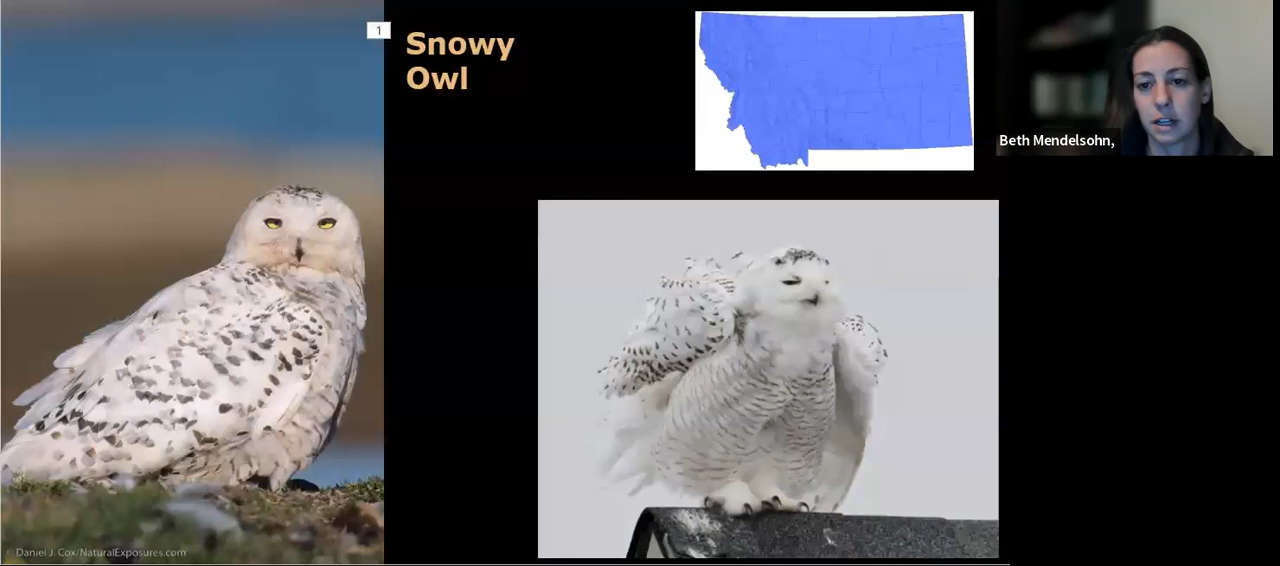 1
Snowy
Owl
Beth Mendelsohn,
© Daniel J. Cox/NaturalExposures.com